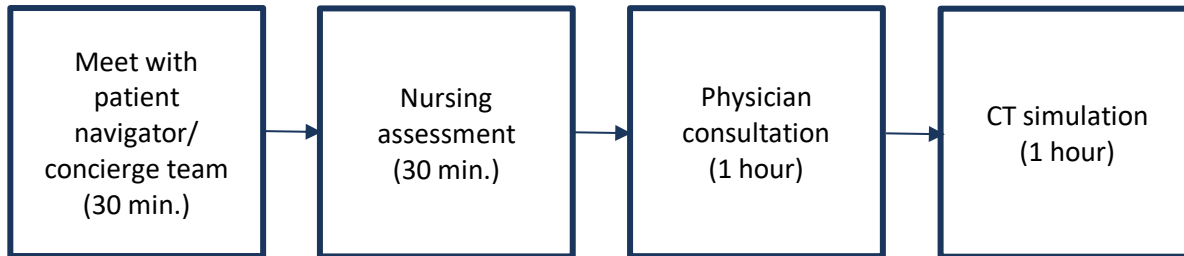 Meet with
patient
navigator/
concierge team
(30 min.)
Nursing
assessment
(30 min.)
Physician
consultation
(1 hour)
CT simulation
(1 hour)